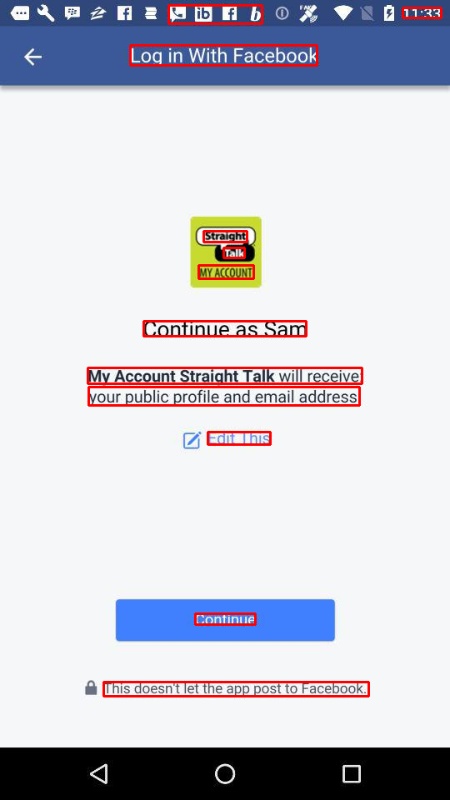 11:33
Log in With Facebook
Straight
Talk
MY ACCOUNT
Continue as Sam
My Account Straight Talk will receive
your public profile and email address.
Edit This
Continue
This doesn't let the app post to Facebook.